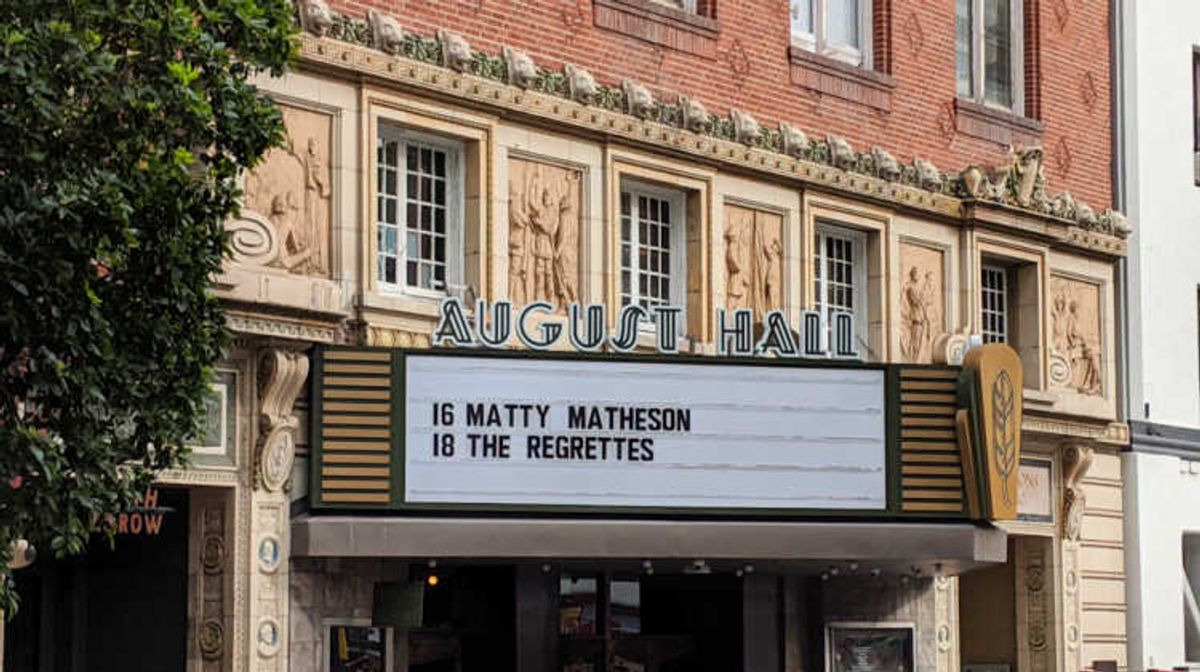 AUGUST HALL
16 MATTY MATHESON
18 THE REGRETTES